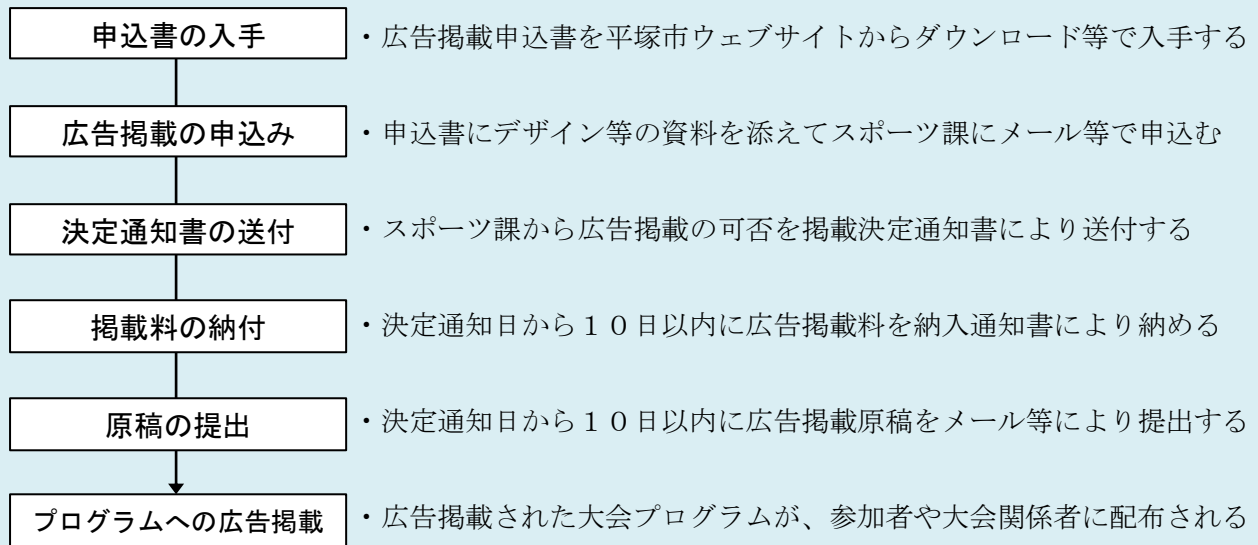 申込書の入手
・広告掲載申込書を平塚市ウェブサイトからダウンロード等で入手する
広告掲載の申込み
・申込書にデザイン等の資料を添えてスポーツ課にメール等で申込む
決定通知書の送付
・スポーツ課から広告掲載の可否を掲載決定通知書により送付する
掲載料の納付
・決定通知日から１０日以内に広告掲載料を納入通知書により納める
原稿の提出
・決定通知日から１０日以内に広告掲載原稿をメール等により提出する
プログラムへの広告掲載
・広告掲載された大会プログラムが、参加者や大会関係者に配布される